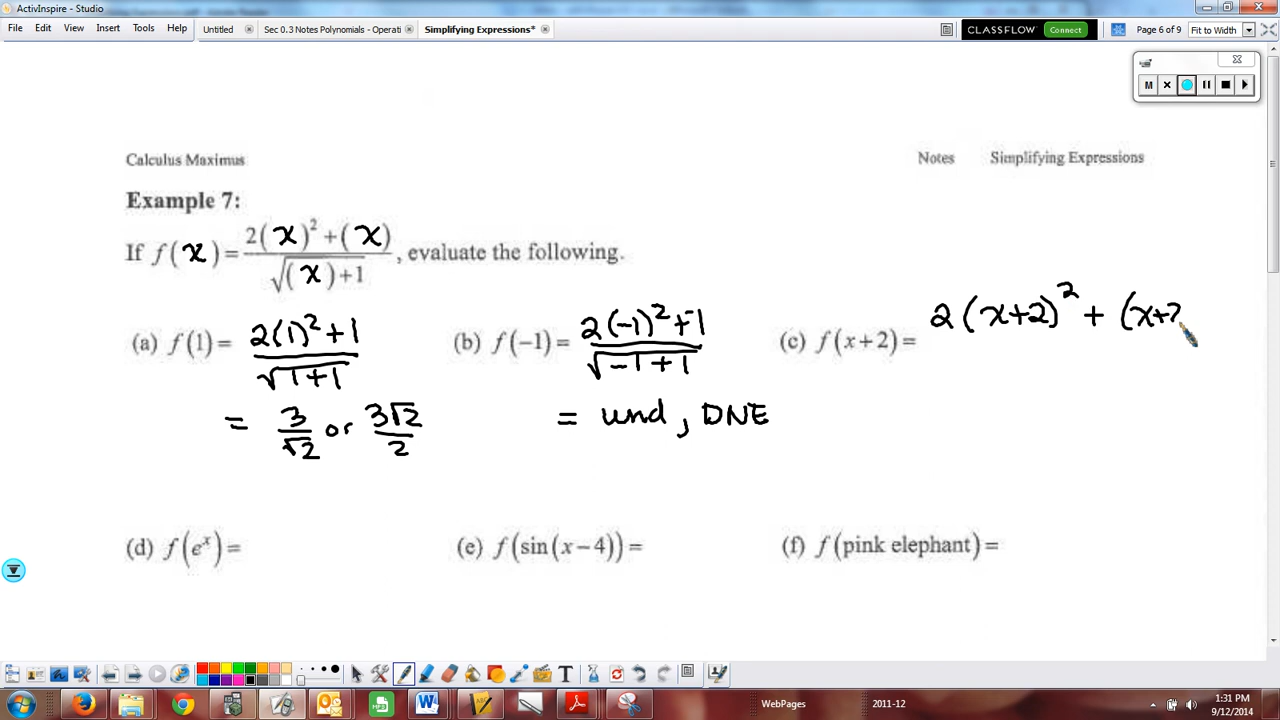 ActivInspire - Studio
File Edit View Insert Tools Help Untitled Sec 0.3 Notes Polynomials - Operati Simplifying Expressions* CLASSFLOW Connect Page 6 of 9 Fit to Width
M
Calculus Maximus Notes Simplifying Expressions
Example 7:
If f(x) = (2(x)² + (x))/(√(x)+1), evaluate the following.
(a) f(1) = (2(1)² + 1)/(√1+1) (b) f(−1) = (2(−1)² + −1)/(√−1+1) (c) f(x+2) = 2(x+2)² + (x+2
= 3/√2 or 3√2/2 = und, DNE
(d) f(eˣ) = (e) f(sin(x−4)) = (f) f(pink elephant) =
WebPages 2011-12 1:31 PM
9/12/2014